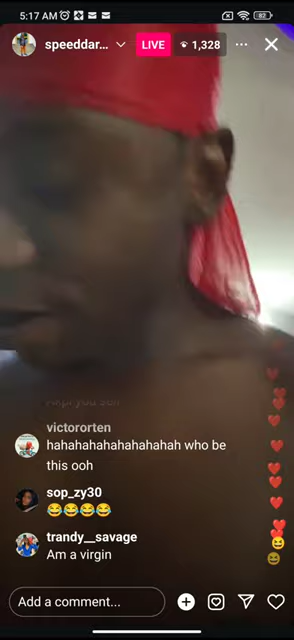 5:17 AM
82
speeddar... LIVE 1,328
victororten
hahahahahahahahahah who be
this ooh
sop_zy30
😂😂😂😂
trandy__savage
Am a virgin
Add a comment...